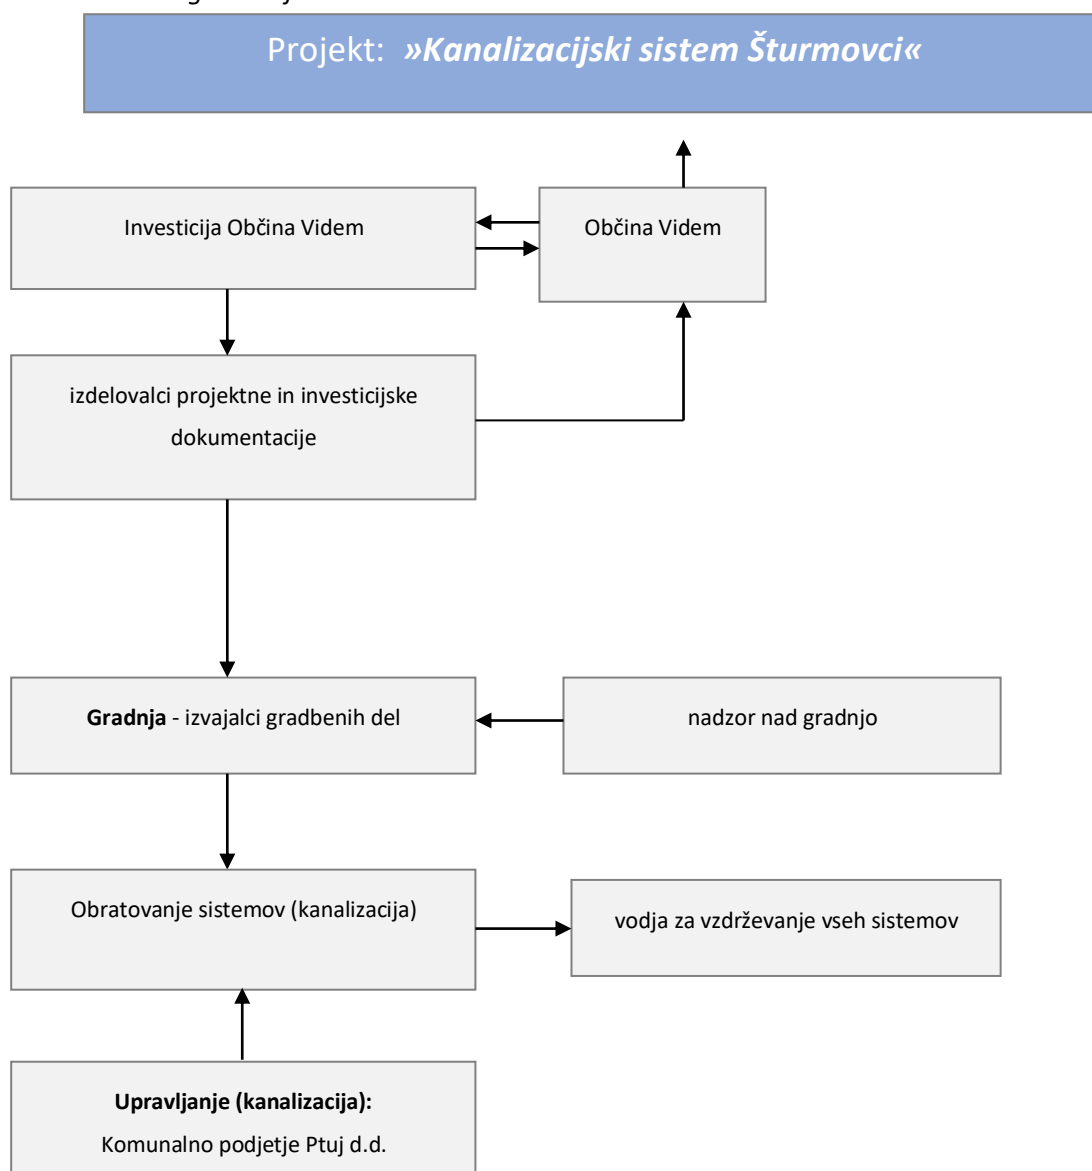 Projekt: »Kanalizacijski sistem Šturmovci«
Investicija Občina Videm
Občina Videm
izdelovalci projektne in investicijske
dokumentacije
Gradnja - izvajalci gradbenih del
nadzor nad gradnjo
Obratovanje sistemov (kanalizacija)
vodja za vzdrževanje vseh sistemov
Upravljanje (kanalizacija):
Komunalno podjetje Ptuj d.d.